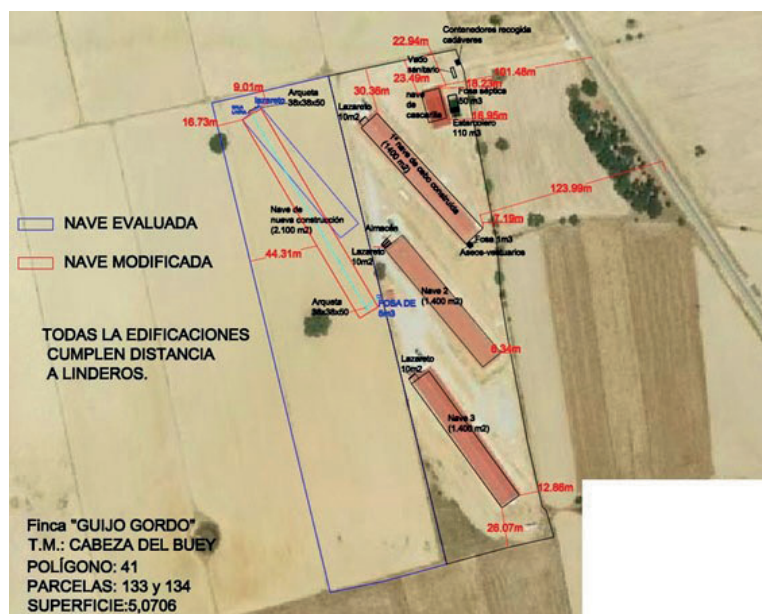 Contenedores recogida
cadáveres
22.94m
Vado
sanitario
23.49m
101.48m
18.23m
9.01m
lazareto
Arqueta
38x38x50
30.36m
nave
de
cascarilla
Fosa séptica
50 m3
Estercolero
110 m3
16.95m
16.73m
Lazareto
10m2
1ª nave de cebo construida
(1400 m2)
123.99m
7.19m
NAVE EVALUADA
Nave de
nueva construcción
(2.100 m2)
Almacén
Fosa 1m3
Aseos-vestuarios
Lazareto
10m2
NAVE MODIFICADA
44.31m
Nave 2
(1.400 m2)
Arqueta
38x38x50
FOSA DE
6m3
TODAS LA EDIFICACIONES
CUMPLEN DISTANCIA
A LINDEROS.
8.34m
Lazareto
10m2
Nave 3
(1.400 m2)
12.86m
26.07m
Finca "GUIJO GORDO"
T.M.: CABEZA DEL BUEY
POLÍGONO: 41
PARCELAS: 133 y 134
SUPERFICIE:5,0706